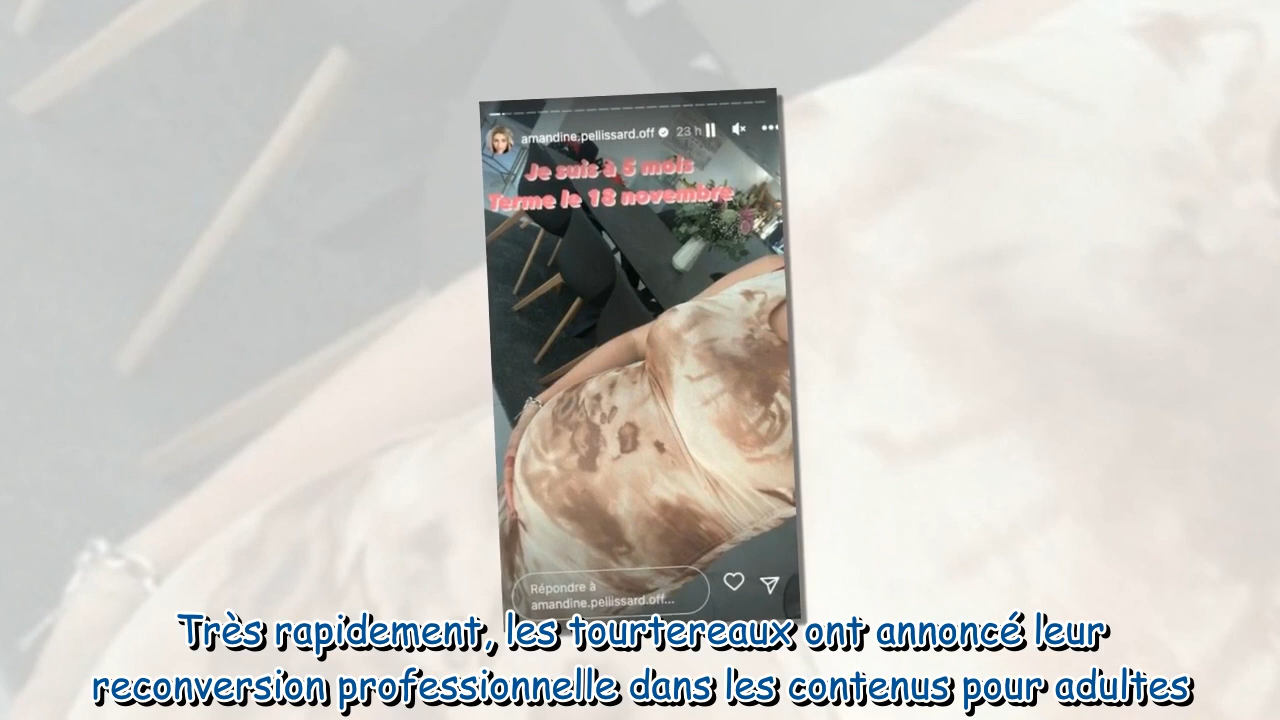 amandine.pellissard.off 23 h
Je suis à 5 mois
Terme le 18 novembre
Répondre à
amandine.pellissard.off...
Très rapidement, les tourtereaux ont annoncé leur
reconversion professionnelle dans les contenus pour adultes